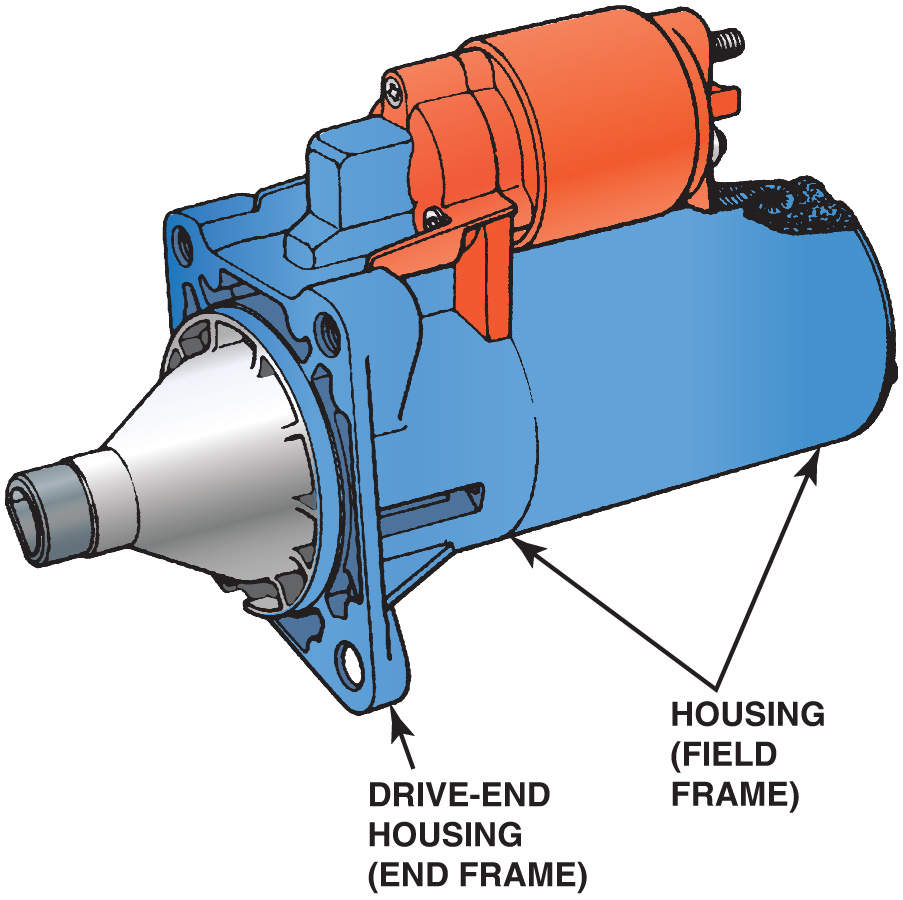 HOUSING
(FIELD
FRAME)
DRIVE-END
HOUSING
(END FRAME)